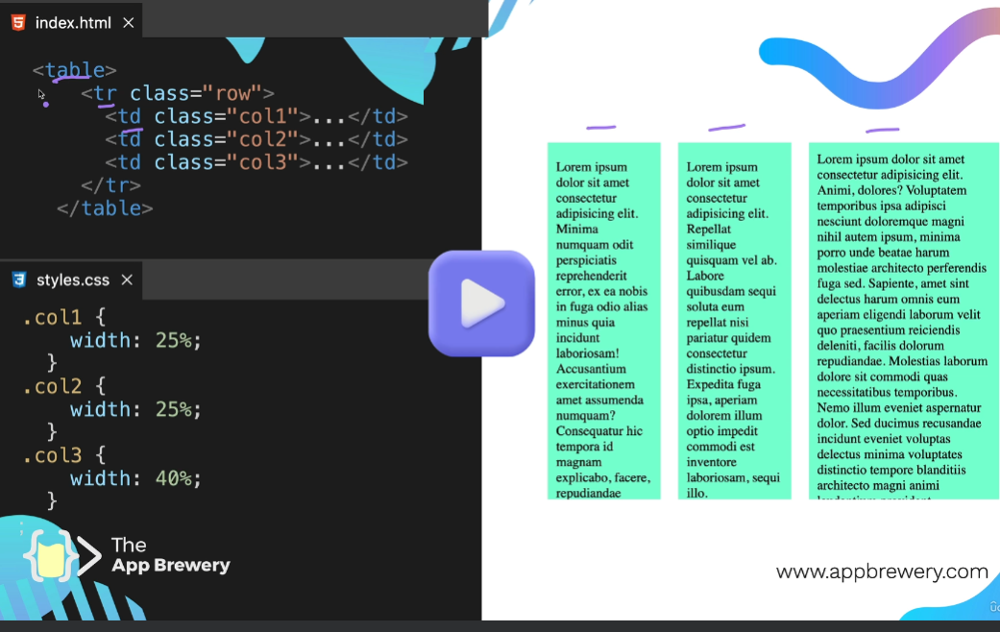 index.html ×
<table>
<tr class="row">
<td class="col1">...</td>
<td class="col2">...</td>
<td class="col3">...</td>
</tr>
</table>
styles.css ×
.col1 {
width: 25%;
}
.col2 {
width: 25%;
}
.col3 {
width: 40%;
}
;
The
App Brewery
Lorem ipsum
dolor sit amet
consectetur
adipisicing elit.
Minima
numquam odit
perspiciatis
reprehenderit
error, ex ea nobis
in fuga odio alias
minus quia
incidunt
laboriosam!
Accusantium
exercitationem
amet assumenda
numquam?
Consequatur hic
tempora id
magnam
explicabo, facere,
repudiandae
Lorem ipsum
dolor sit amet
consectetur
adipisicing elit.
Repellat
similique
quisquam vel ab.
Labore
quibusdam sequi
soluta eum
repellat nisi
pariatur quidem
consectetur
distinctio ipsum.
Expedita fuga
ipsa, aperiam
dolorem illum
optio impedit
commodi est
inventore
laboriosam, sequi
illo.
Lorem ipsum dolor sit amet
consectetur adipisicing elit.
Animi, dolores? Voluptatem
temporibus ipsa adipisci
nesciunt doloremque magni
nihil autem ipsum, minima
porro unde beatae harum
molestiae architecto perferendis
fuga sed. Sapiente, amet sint
delectus harum omnis eum
aperiam eligendi laborum velit
quo praesentium reiciendis
deleniti, facilis dolorum
repudiandae. Molestias laborum
dolore sit commodi quas
necessitatibus temporibus.
Nemo illum eveniet aspernatur
dolor. Sed ducimus recusandae
incidunt eveniet voluptas
delectus minima voluptates
distinctio tempore blanditiis
architecto magni animi
www.appbrewery.com